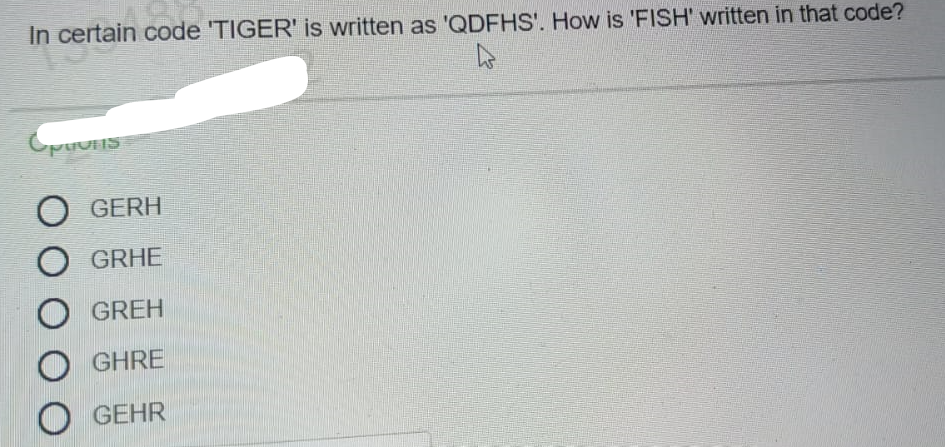 In certain code 'TIGER' is written as 'QDFHS'. How is 'FISH' written in that code?
Options
GERH
GRHE
GREH
GHRE
GEHR